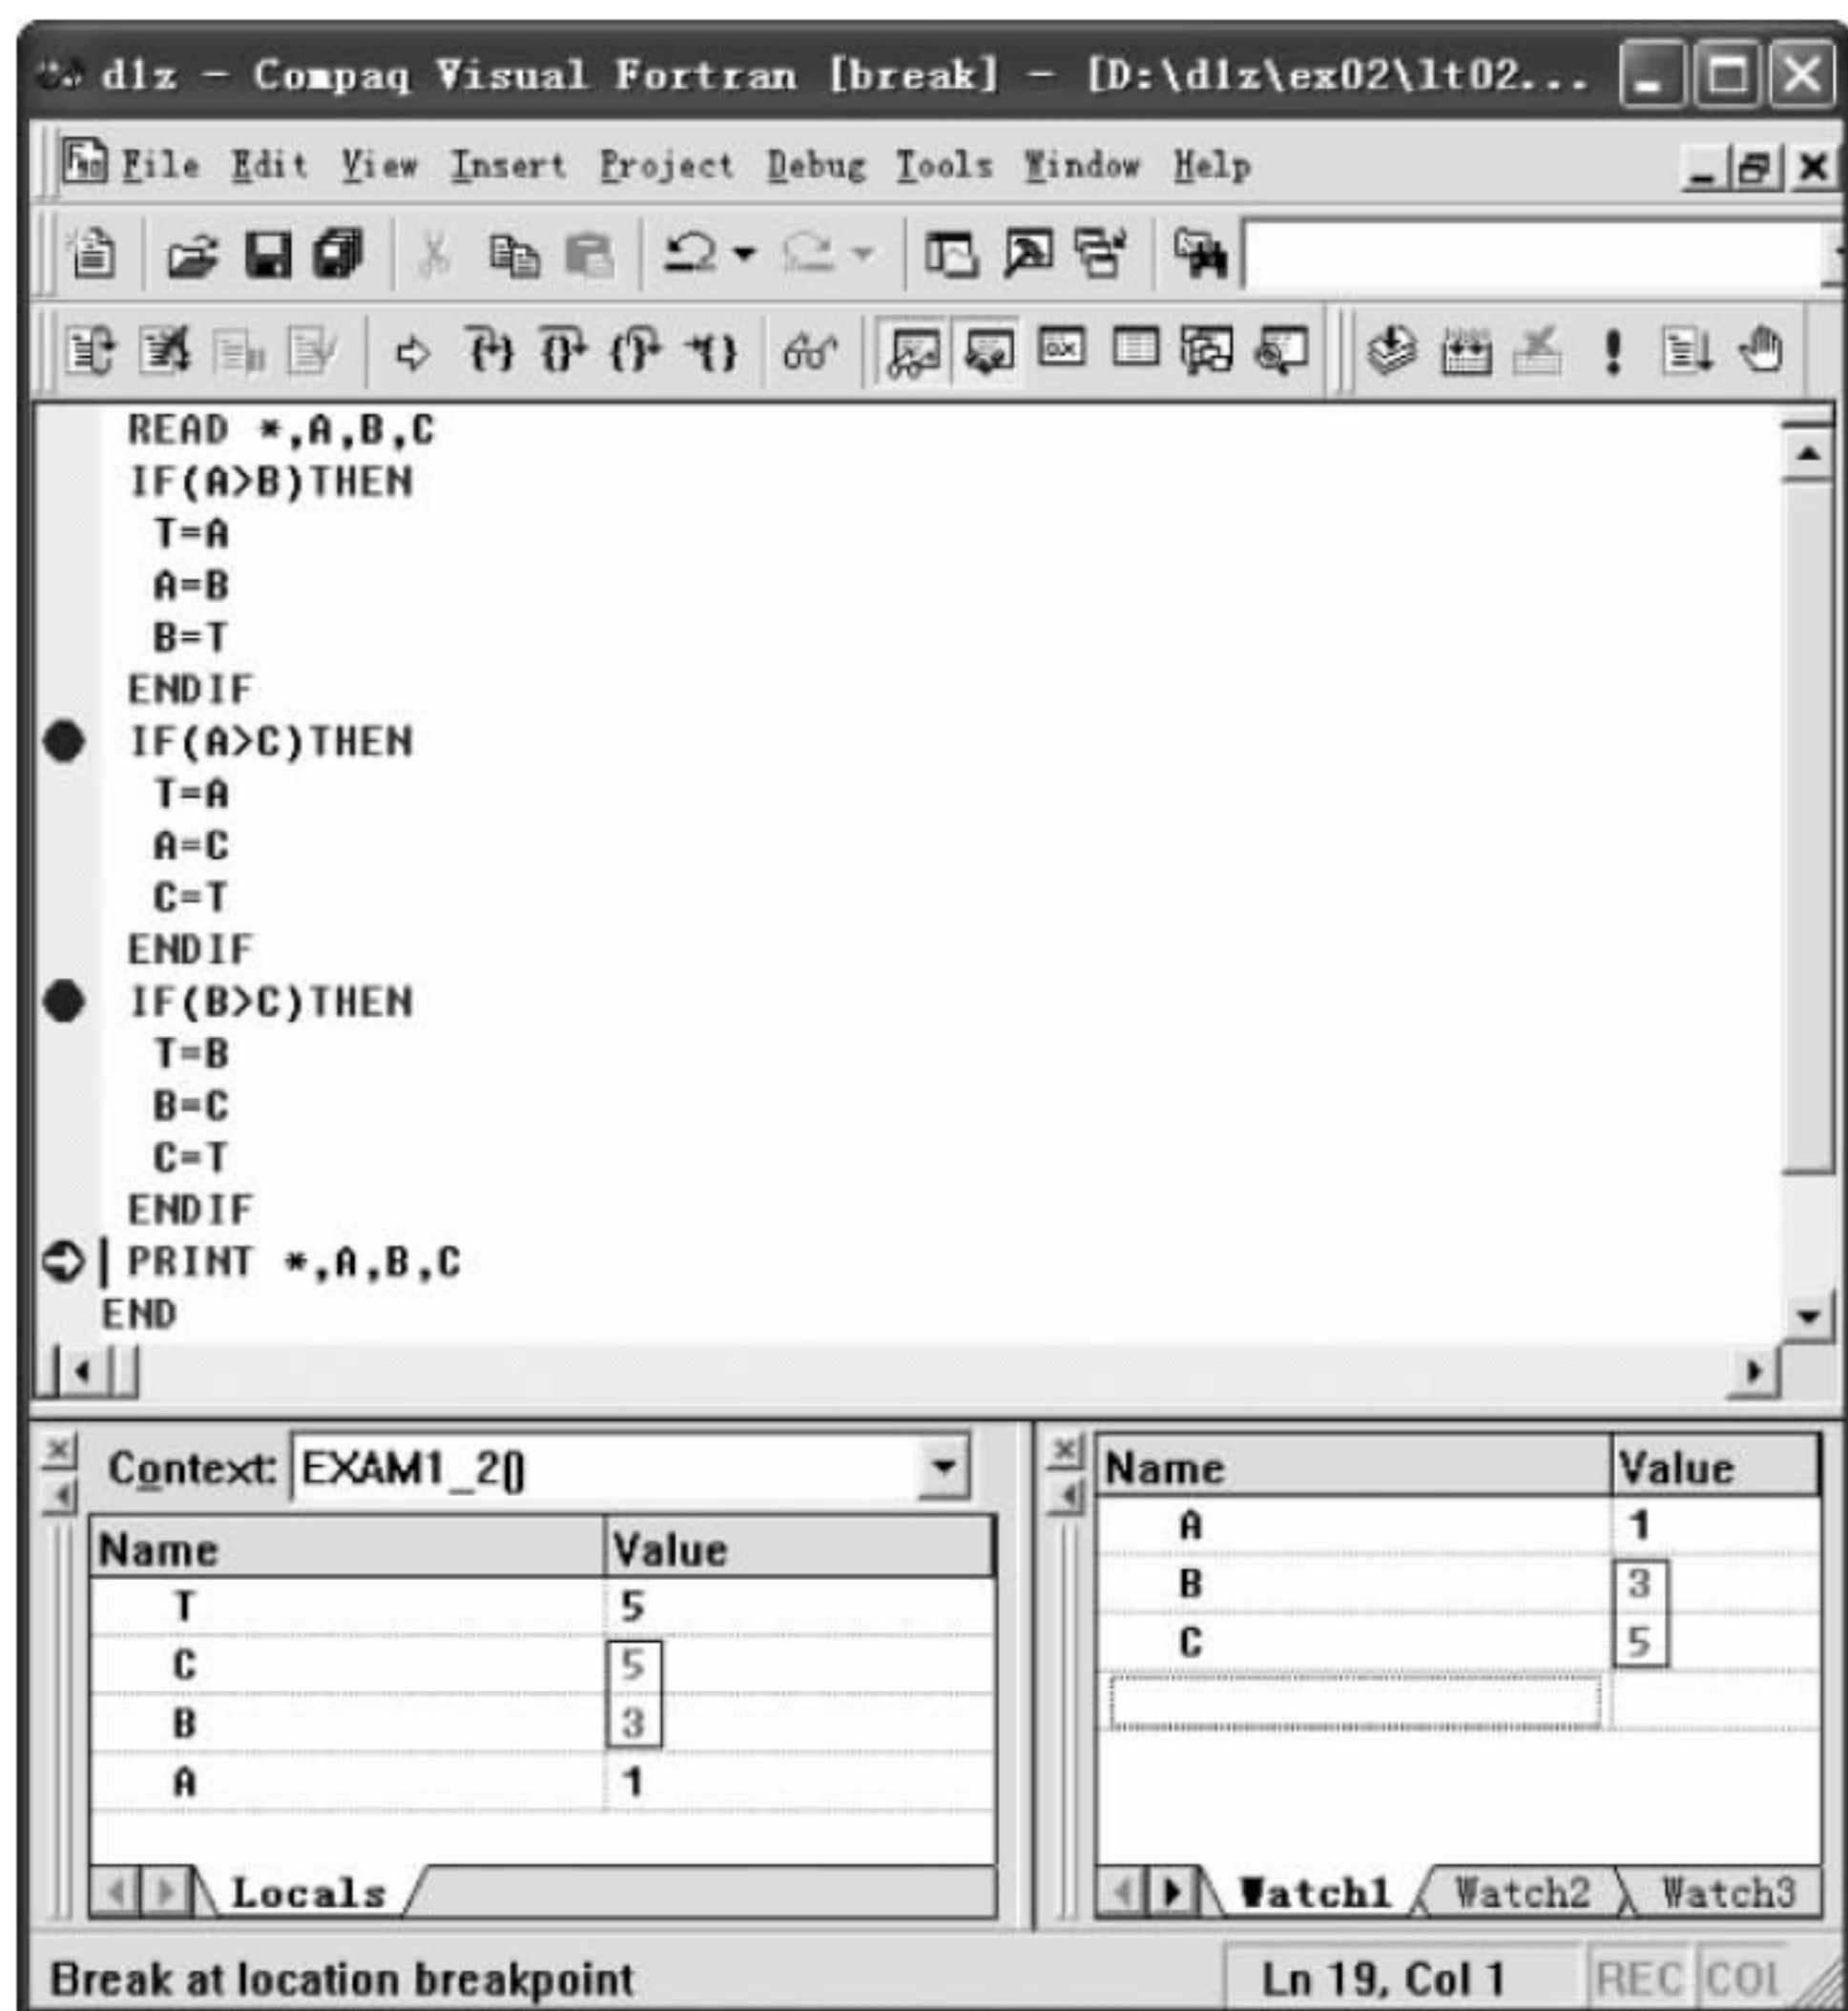 d1z - Compaq Visual Fortran [break] - [D:\d1z\ex02\lt02...
File Edit View Insert Project Debug Tools Window Help
READ *,A,B,C
IF(A>B)THEN
T=A
A=B
B=T
ENDIF
IF(A>C)THEN
T=A
A=C
C=T
ENDIF
IF(B>C)THEN
T=B
B=C
C=T
ENDIF
PRINT *,A,B,C
END
Context: EXAM1_2()
Name Value
T 5
C 5
B 3
A 1
Locals
Name Value
A 1
B 3
C 5
Watch1 Watch2 Watch3
Break at location breakpoint Ln 19, Col 1 REC COL